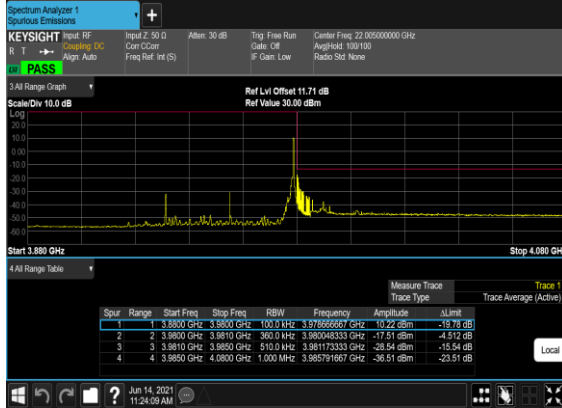 Spectrum Analyzer 1
Spurious Emissions
+
KEYSIGHT
R T
PASS
Input: RF
Coupling: DC
Align: Auto
Input Z: 50 Ω
Corr CCorr
Freq Ref: Int (S)
Atten: 30 dB
Trig: Free Run
Gate: Off
IF Gain: Low
Center Freq: 22.005000000 GHz
Avg|Hold: 100/100
Radio Std: None
3 All Range Graph
Scale/Div 10.0 dB
Ref Lvl Offset 11.71 dB
Ref Value 30.00 dBm
Log
20.0
10.0
0.00
-10.0
-20.0
-30.0
-40.0
-50.0
-60.0
Start 3.880 GHz
Stop 4.080 GH
4 All Range Table
Measure Trace Trace 1
Trace Type Trace Average (Active)
Spur Range Start Freq Stop Freq RBW Frequency Amplitude ΔLimit
1 1 3.8800 GHz 3.9800 GHz 100.0 kHz 3.978666667 GHz 10.22 dBm -19.78 dB
2 2 3.9800 GHz 3.9810 GHz 360.0 kHz 3.980048333 GHz -17.51 dBm -4.512 dB
3 3 3.9810 GHz 3.9850 GHz 510.0 kHz 3.981173333 GHz -28.54 dBm -15.54 dB
4 4 3.9850 GHz 4.0800 GHz 1.000 MHz 3.985791667 GHz -36.51 dBm -23.51 dB
Local
?
Jun 14, 2021
11:24:09 AM